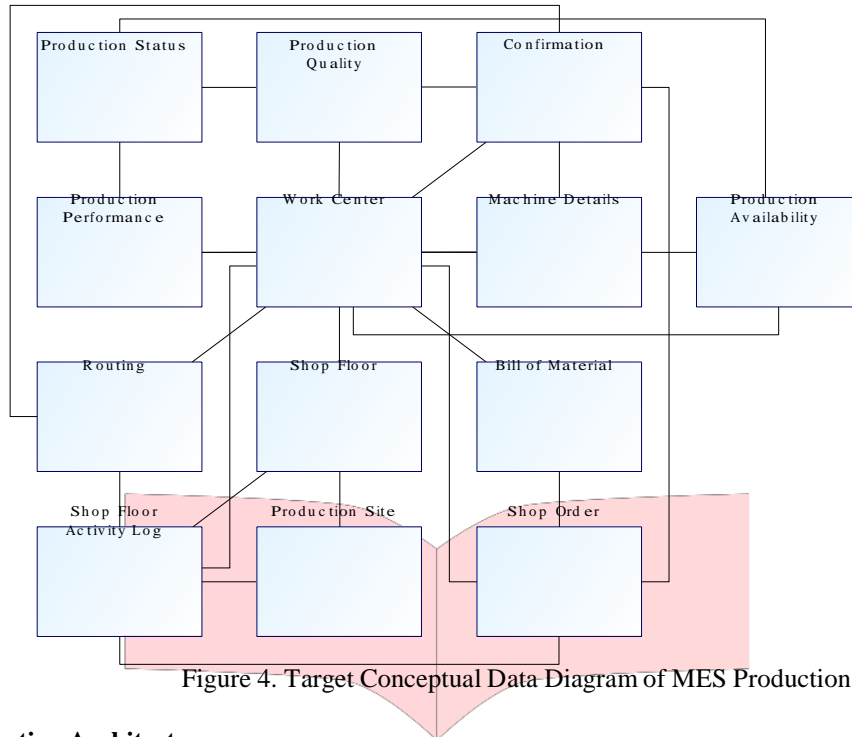 Production Status
Production
Quality
Confirmation
Production
Performance
Work Center
Machine Details
Production
Availability
Routing
Shop Floor
Bill of Material
Shop Floor
Activity Log
Production Site
Shop Order
Figure 4. Target Conceptual Data Diagram of MES Production